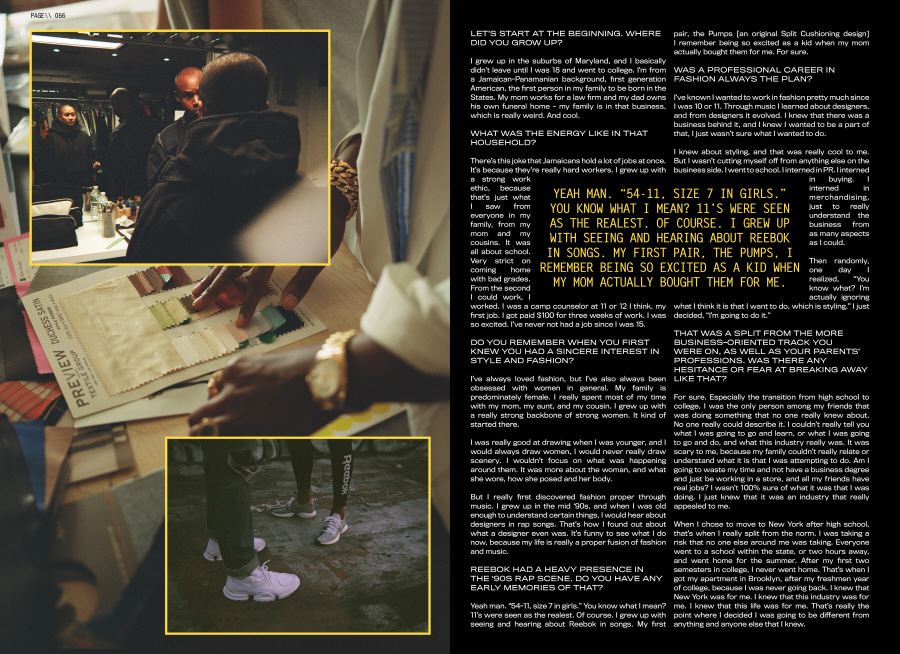 PAGE\\ 066
PREVIEW
TEXTILE GROUP
DUCHESS SATIN
Reebok
LET'S START AT THE BEGINNING. WHERE
DID YOU GROW UP?
I grew up in the suburbs of Maryland, and I basically
didn't leave until I was 18 and went to college. I'm from
a Jamaican-Panamanian background, first generation
American, the first person in my family to be born in the
States. My mom works for a law firm and my dad owns
his own funeral home – my family is in that business,
which is really weird. And cool.
WHAT WAS THE ENERGY LIKE IN THAT
HOUSEHOLD?
There's this joke that Jamaicans hold a lot of jobs at once.
It's because they're really hard workers. I grew up with
a strong work
ethic, because
that's just what
I saw from
everyone in my
family, from my
mom and my
cousins. It was
all about school.
Very strict on
coming home
with bad grades.
From the second
I could work, I
worked. I was a camp counselor at 11 or 12 I think, my
first job. I got paid $100 for three weeks of work. I was
so excited. I've never not had a job since I was 15.
DO YOU REMEMBER WHEN YOU FIRST
KNEW YOU HAD A SINCERE INTEREST IN
STYLE AND FASHION?
I've always loved fashion, but I've also always been
obsessed with women in general. My family is
predominately female. I really spent most of my time
with my mom, my aunt, and my cousin. I grew up with
a really strong backbone of strong women. It kind of
started there.
I was really good at drawing when I was younger, and I
would always draw women, I would never really draw
scenery. I wouldn't focus on what was happening
around them. It was more about the woman, and what
she wore, how she posed and her body.
But I really first discovered fashion proper through
music. I grew up in the mid '90s, and when I was old
enough to understand certain things, I would hear about
designers in rap songs. That's how I found out about
what a designer even was. It's funny to see what I do
now, because my life is really a proper fusion of fashion
and music.
REEBOK HAD A HEAVY PRESENCE IN
THE '90S RAP SCENE. DO YOU HAVE ANY
EARLY MEMORIES OF THAT?
Yeah man. "54-11, size 7 in girls." You know what I mean?
11's were seen as the realest. Of course. I grew up with
seeing and hearing about Reebok in songs. My first
YEAH MAN. "54-11, SIZE 7 IN GIRLS."
YOU KNOW WHAT I MEAN? 11'S WERE SEEN
AS THE REALEST. OF COURSE. I GREW UP
WITH SEEING AND HEARING ABOUT REEBOK
IN SONGS. MY FIRST PAIR, THE PUMPS, I
REMEMBER BEING SO EXCITED AS A KID WHEN
MY MOM ACTUALLY BOUGHT THEM FOR ME.
pair, the Pumps [an original Split Cushioning design]
I remember being so excited as a kid when my mom
actually bought them for me. For sure.
WAS A PROFESSIONAL CAREER IN
FASHION ALWAYS THE PLAN?
I've known I wanted to work in fashion pretty much since
I was 10 or 11. Through music I learned about designers,
and from designers it evolved. I knew that there was a
business behind it, and I knew I wanted to be a part of
that, I just wasn't sure what I wanted to do.
I knew about styling, and that was really cool to me.
But I wasn't cutting myself off from anything else on the
business side. I went to school. I interned in PR. I interned
in buying. I
interned in
merchandising,
just to really
understand the
business from
as many aspects
as I could.
Then randomly,
one day I
realized, "You
know what? I'm
actually ignoring
what I think it is that I want to do, which is styling." I just
decided, "I'm going to do it."
THAT WAS A SPLIT FROM THE MORE
BUSINESS-ORIENTED TRACK YOU
WERE ON, AS WELL AS YOUR PARENTS'
PROFESSIONS. WAS THERE ANY
HESITANCE OR FEAR AT BREAKING AWAY
LIKE THAT?
For sure. Especially the transition from high school to
college, I was the only person among my friends that
was doing something that no one really knew about.
No one really could describe it. I couldn't really tell you
what I was going to go and learn, or what I was going
to go and do, and what this industry really was. It was
scary to me, because my family couldn't really relate or
understand what it is that I was attempting to do. Am I
going to waste my time and not have a business degree
and just be working in a store, and all my friends have
real jobs? I wasn't 100% sure of what it was that I was
doing. I just knew that it was an industry that really
appealed to me.
When I chose to move to New York after high school,
that's when I really split from the norm. I was taking a
risk that no one else around me was taking. Everyone
went to a school within the state, or two hours away,
and went home for the summer. After my first two
semesters in college, I never went home. That's when I
got my apartment in Brooklyn, after my freshmen year
of college, because I was never going back. I knew that
New York was for me. I knew that this industry was for
me. I knew that this life was for me. That's really the
point where I decided I was going to be different from
anything and anyone else that I knew.